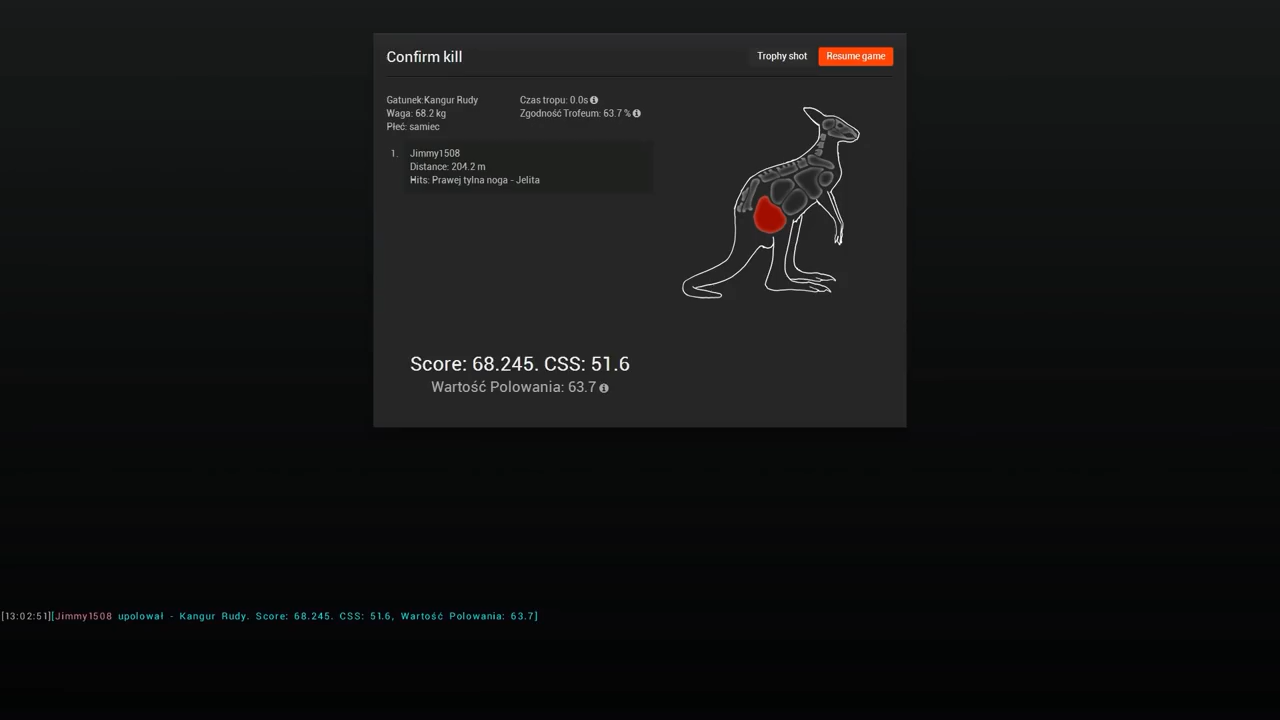 Confirm kill
Trophy shot
Resume game
Gatunek:Kangur Rudy
Waga: 68.2 kg
Płeć: samiec
Czas tropu: 0.0s
Zgodność Trofeum: 63.7 %
1. Jimmy1508
Distance: 204.2 m
Hits: Prawej tylna noga - Jelita
Score: 68.245. CSS: 51.6
Wartość Polowania: 63.7
[13:02:51][Jimmy1508 upolował - Kangur Rudy. Score: 68.245. CSS: 51.6, Wartość Polowania: 63.7]